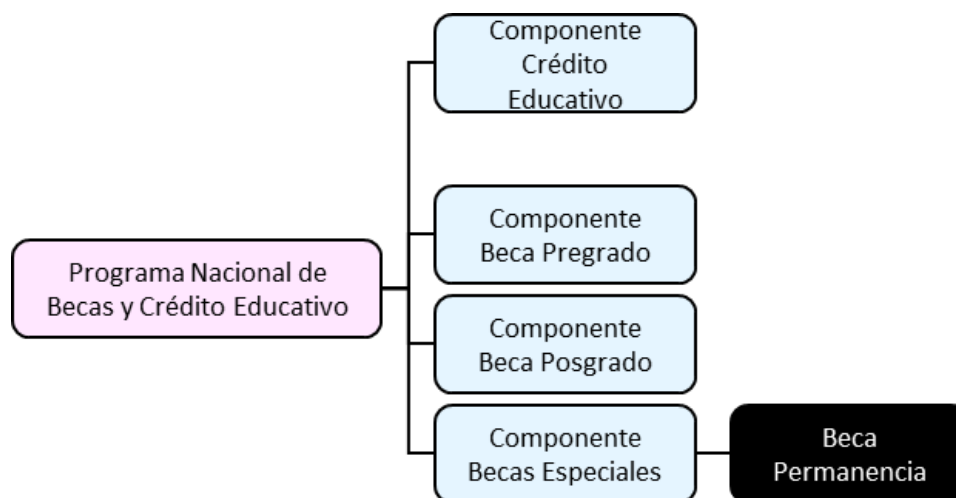 Componente
Crédito
Educativo
Componente
Beca Pregrado
Programa Nacional de
Becas y Crédito Educativo
Componente
Beca Posgrado
Componente
Becas Especiales
Beca
Permanencia